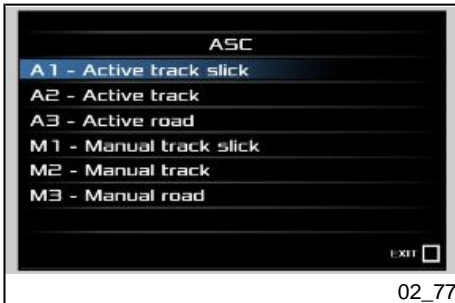 ASC
A1 - Active track slick
A2 - Active track
A3 - Active road
M1 - Manual track slick
M2 - Manual track
M3 - Manual road
EXIT
02_77